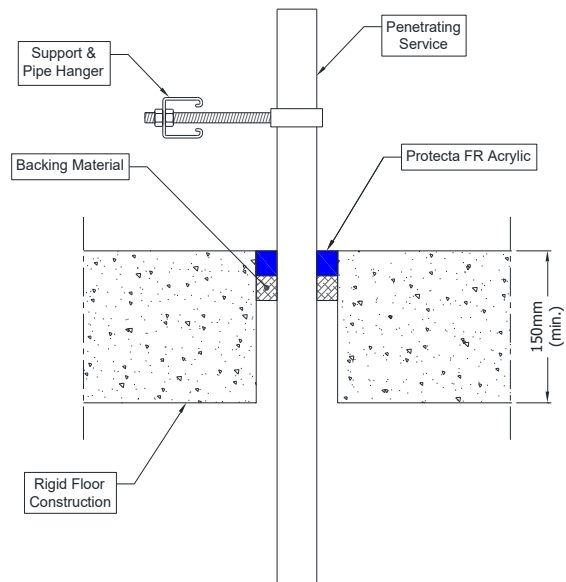 Penetrating
Service
Support &
Pipe Hanger
Backing Material
Protecta FR Acrylic
150mm
(min.)
Rigid Floor
Construction